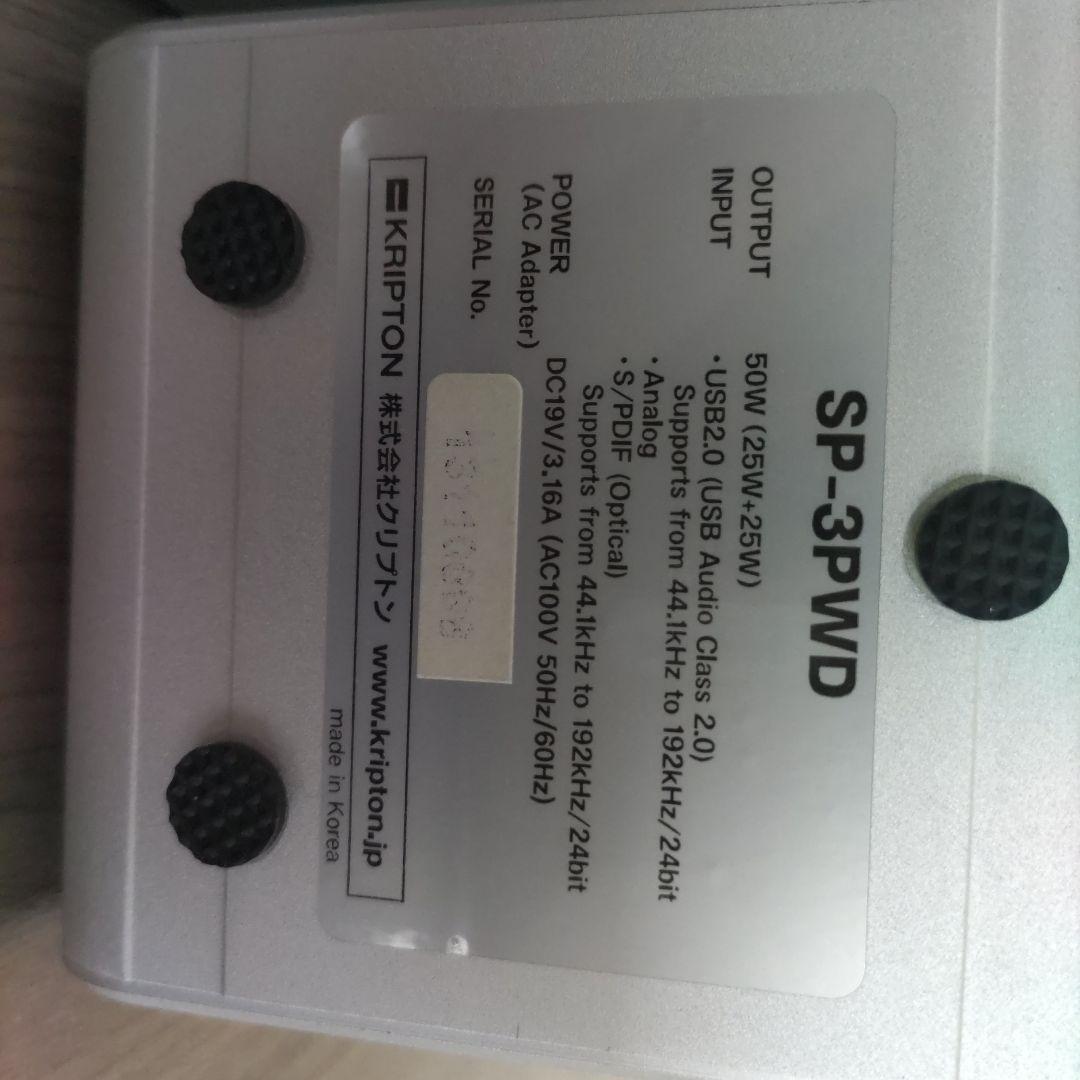 SP-3PWD
OUTPUT 50W (25W+25W)
INPUT ・USB2.0 (USB Audio Class 2.0)
Supports from 44.1kHz to 192kHz/24bit
・Analog
・S/PDIF (Optical)
Supports from 44.1kHz to 192kHz/24bit
POWER DC19V/3.16A (AC100V 50Hz/60Hz)
(AC Adapter)
SERIAL No.
KRIPTON 株式会社クリプトン www.kripton.jp
made in Korea